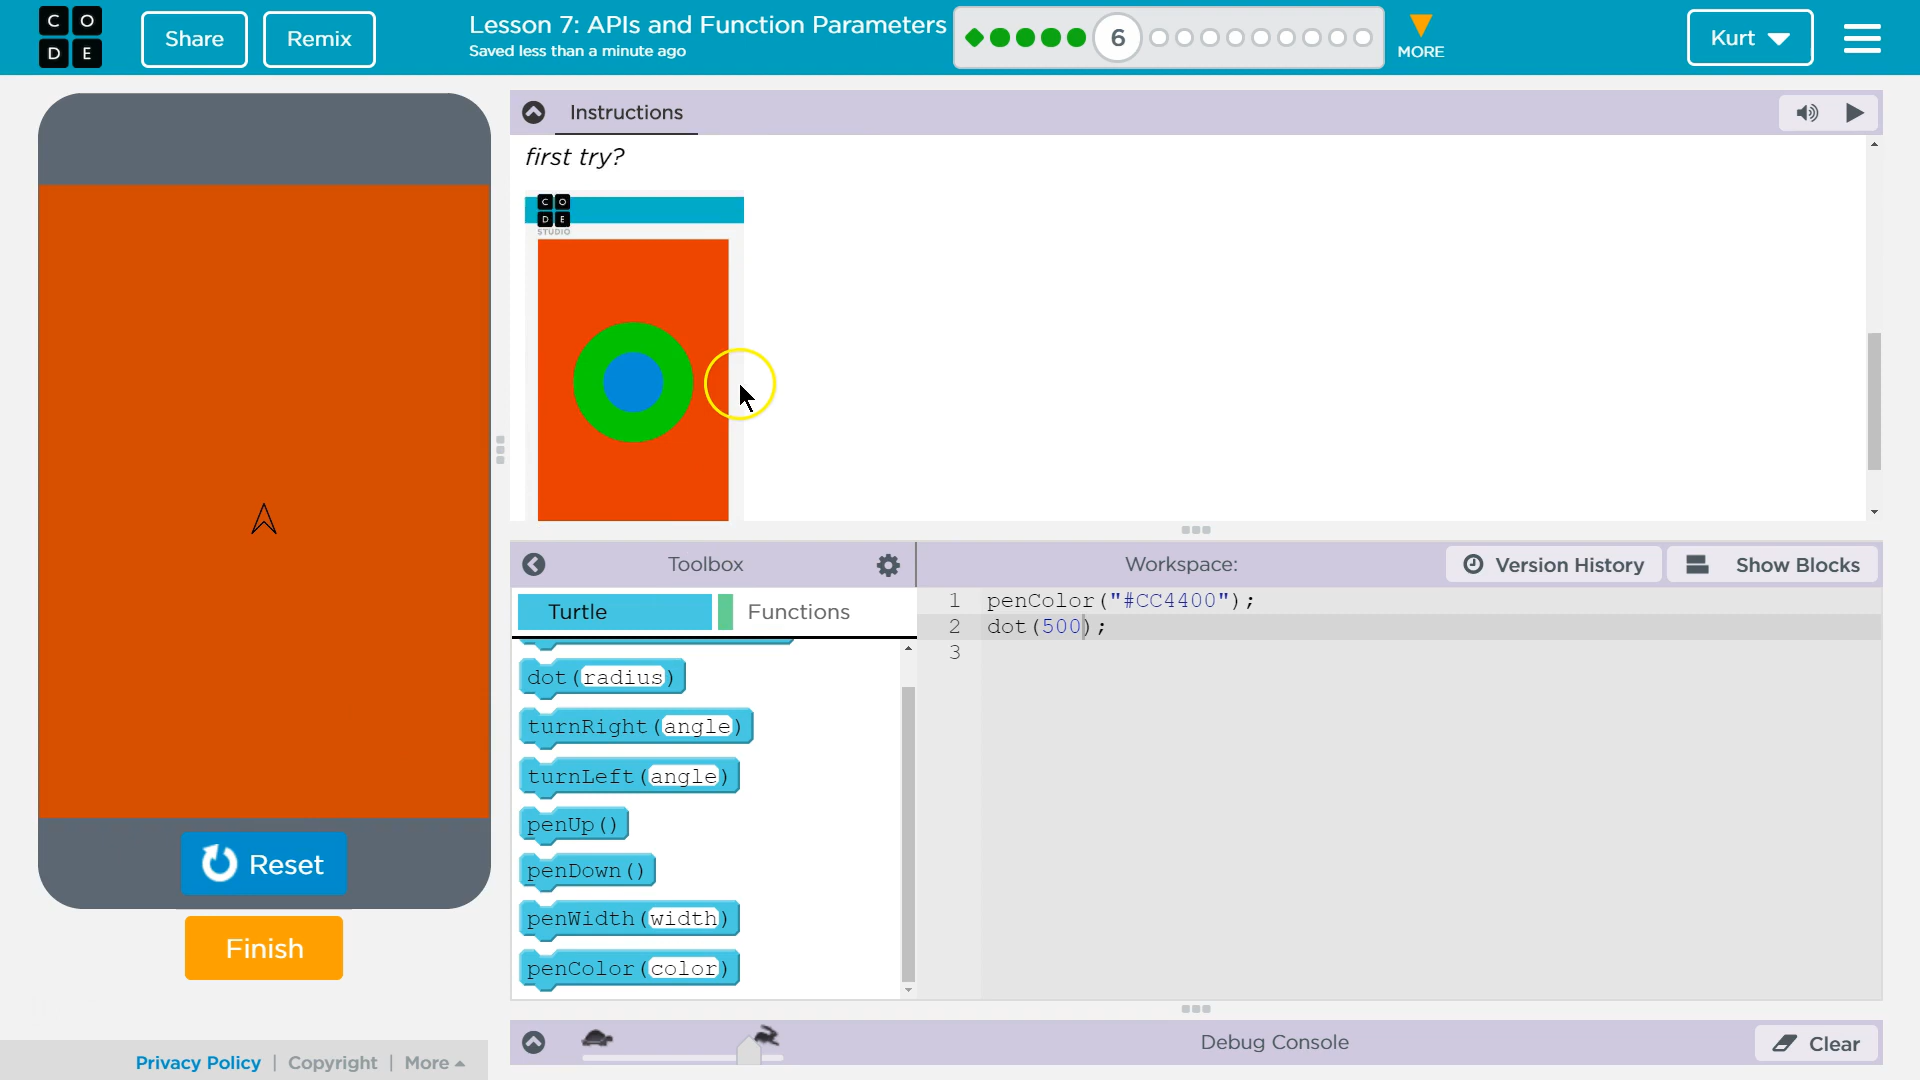 C O
D E
Share
Remix
Lesson 7: APIs and Function Parameters
Saved less than a minute ago
6
MORE
Kurt
Instructions
first try?
C O
D E
STUDIO
Toolbox
Workspace:
Version History
Show Blocks
Turtle
Functions
dot(radius)
turnRight(angle)
turnLeft(angle)
penUp()
penDown()
penWidth(width)
penColor(color)
1 penColor("#CC4400");
2 dot(500);
3
Reset
Finish
Debug Console
Clear
Privacy Policy | Copyright | More